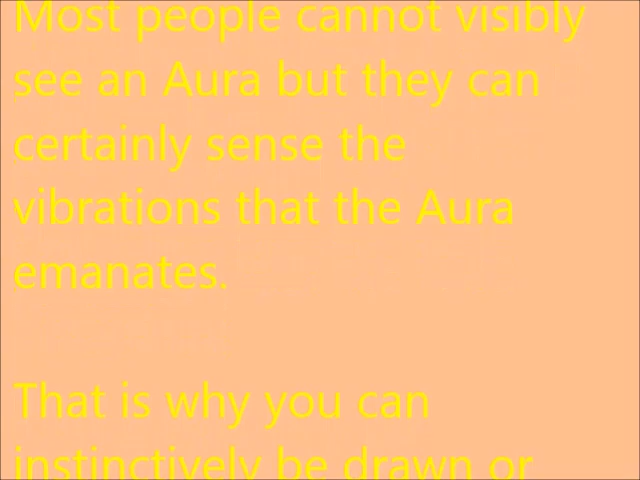 Most people cannot visibly
see an Aura but they can
certainly sense the
vibrations that the Aura
emanates.
That is why you can
instinctively be drawn or